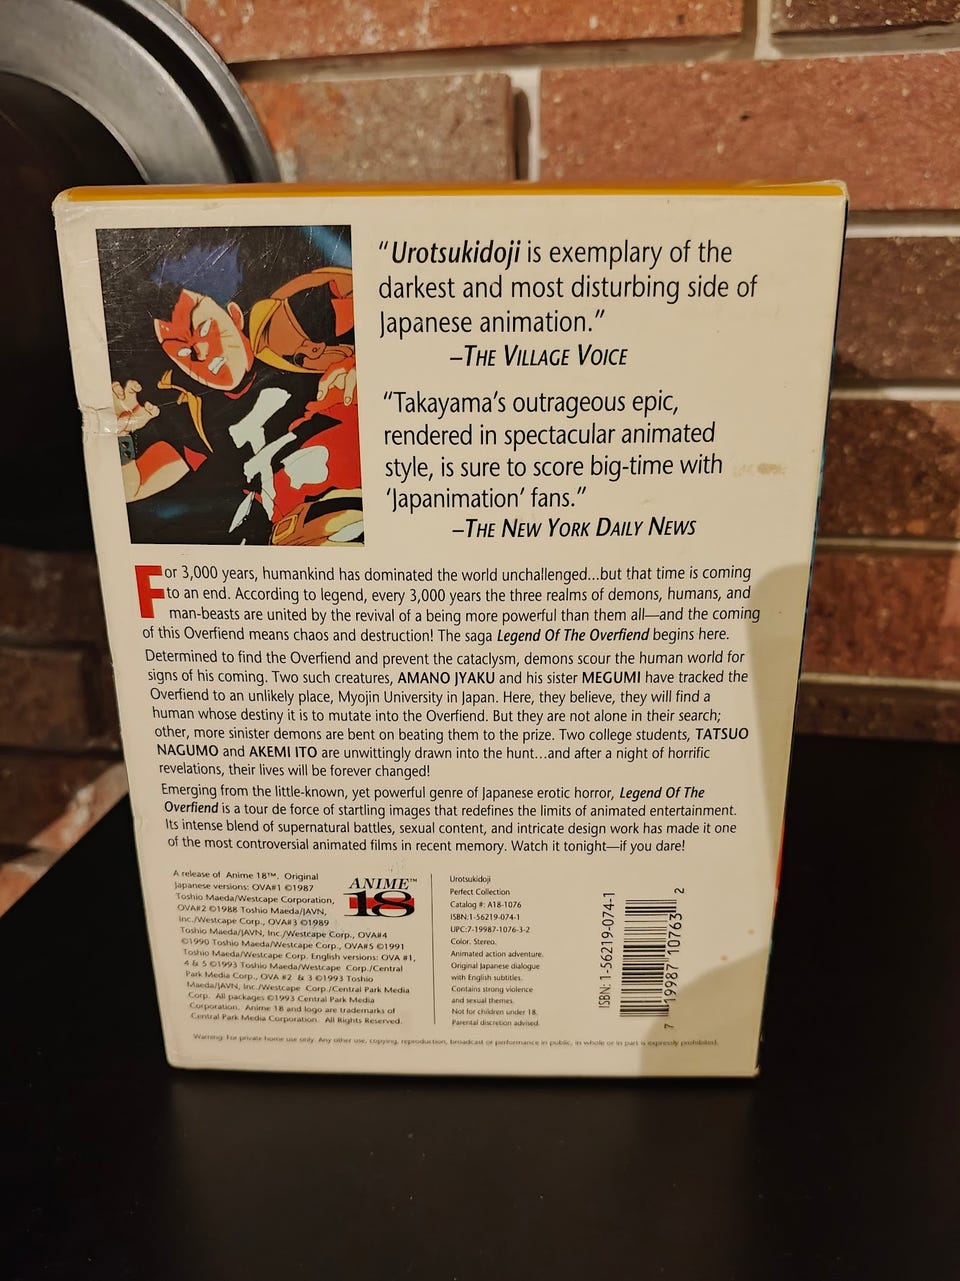 "Urotsukidoji is exemplary of the
darkest and most disturbing side of
Japanese animation."
–THE VILLAGE VOICE
"Takayama's outrageous epic,
rendered in spectacular animated
style, is sure to score big-time with
'Japanimation' fans."
–THE NEW YORK DAILY NEWS
For 3,000 years, humankind has dominated the world unchallenged...but that time is coming
to an end. According to legend, every 3,000 years the three realms of demons, humans, and
man-beasts are united by the revival of a being more powerful than them all—and the coming
of this Overfiend means chaos and destruction! The saga Legend Of The Overfiend begins here.
Determined to find the Overfiend and prevent the cataclysm, demons scour the human world for
signs of his coming. Two such creatures, AMANO JYAKU and his sister MEGUMI have tracked the
Overfiend to an unlikely place, Myojin University in Japan. Here, they believe, they will find a
human whose destiny it is to mutate into the Overfiend. But they are not alone in their search;
other, more sinister demons are bent on beating them to the prize. Two college students, TATSUO
NAGUMO and AKEMI ITO are unwittingly drawn into the hunt...and after a night of horrific
revelations, their lives will be forever changed!
Emerging from the little-known, yet powerful genre of Japanese erotic horror, Legend Of The
Overfiend is a tour de force of startling images that redefines the limits of animated entertainment.
Its intense blend of supernatural battles, sexual content, and intricate design work has made it one
of the most controversial animated films in recent memory. Watch it tonight—if you dare!
A release of Anime 18™. Original
Japanese versions: OVA#1 ©1987
Toshio Maeda/Westcape Corporation,
OVA#2 ©1988 Toshio Maeda/JAVN,
Inc./Westcape Corp., OVA#3 ©1989
Toshio Maeda/JAVN, Inc./Westcape Corp., OVA#4
©1990 Toshio Maeda/Westcape Corp., OVA#5 ©1991
Toshio Maeda/Westcape Corp. English versions: OVA #1,
4 & 5 ©1993 Toshio Maeda/Westcape Corp./Central
Park Media Corp., OVA #2 & 3 ©1993 Toshio
Maeda/JAVN, Inc./Westcape Corp./Central Park Media
Corp. All packages ©1993 Central Park Media
Corporation. Anime 18 and logo are trademarks of
Central Park Media Corporation. All Rights Reserved.
ANIME™
18
Urotsukidoji
Perfect Collection
Catalog #: A18-1076
ISBN:1-56219-074-1
UPC:7-19987-1076-3-2
Color. Stereo.
Animated action adventure.
Original Japanese dialogue
with English subtitles.
Contains strong violence
and sexual themes.
Not for children under 18.
Parental discretion advised.
ISBN: 1-56219-074-1
7 19987 10763 2
Warning: For private home use only. Any other use, copying, reproduction, broadcast or performance in public, in whole or in part is expressly prohibited.